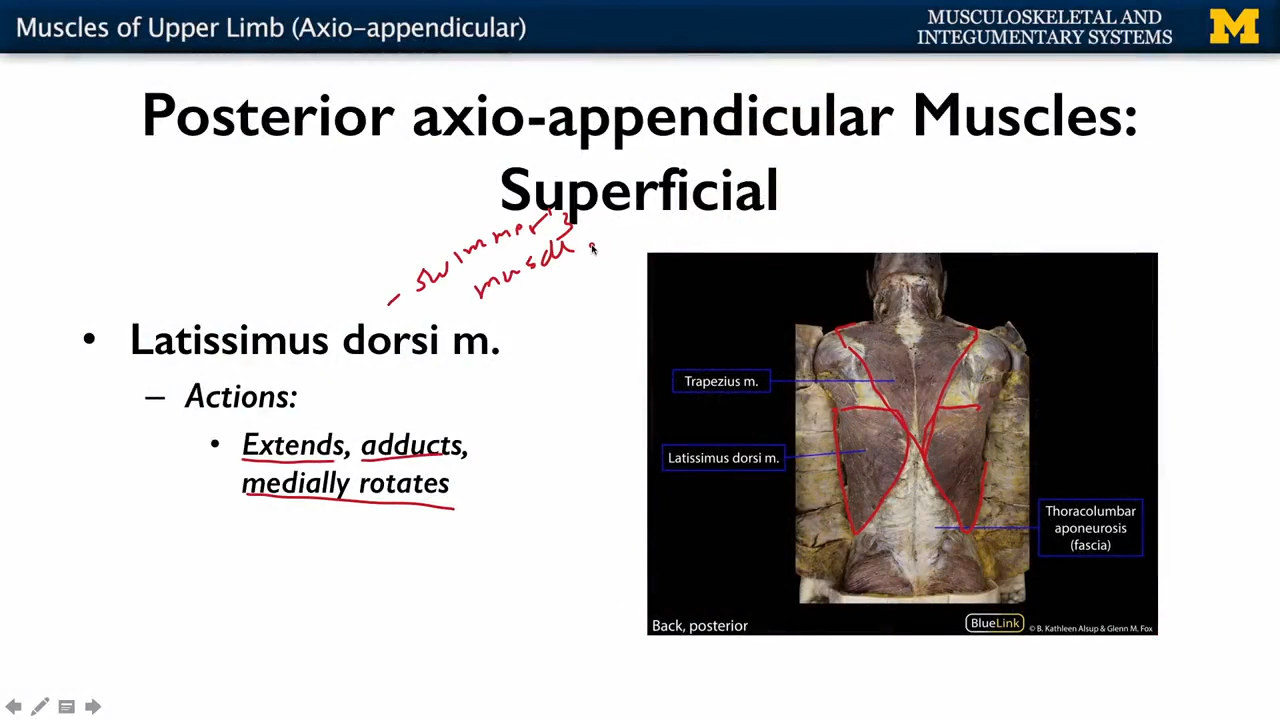 Muscles of Upper Limb (Axio-appendicular)
MUSCULOSKELETAL AND
INTEGUMENTARY SYSTEMS
M
Posterior axio-appendicular Muscles:
Superficial
- swimmer's
muscle
• Latissimus dorsi m.
– Actions:
• Extends, adducts,
medially rotates
Trapezius m.
Latissimus dorsi m.
Thoracolumbar
aponeurosis
(fascia)
Back, posterior
BlueLink
© B. Kathleen Alsup & Glenn M. Fox